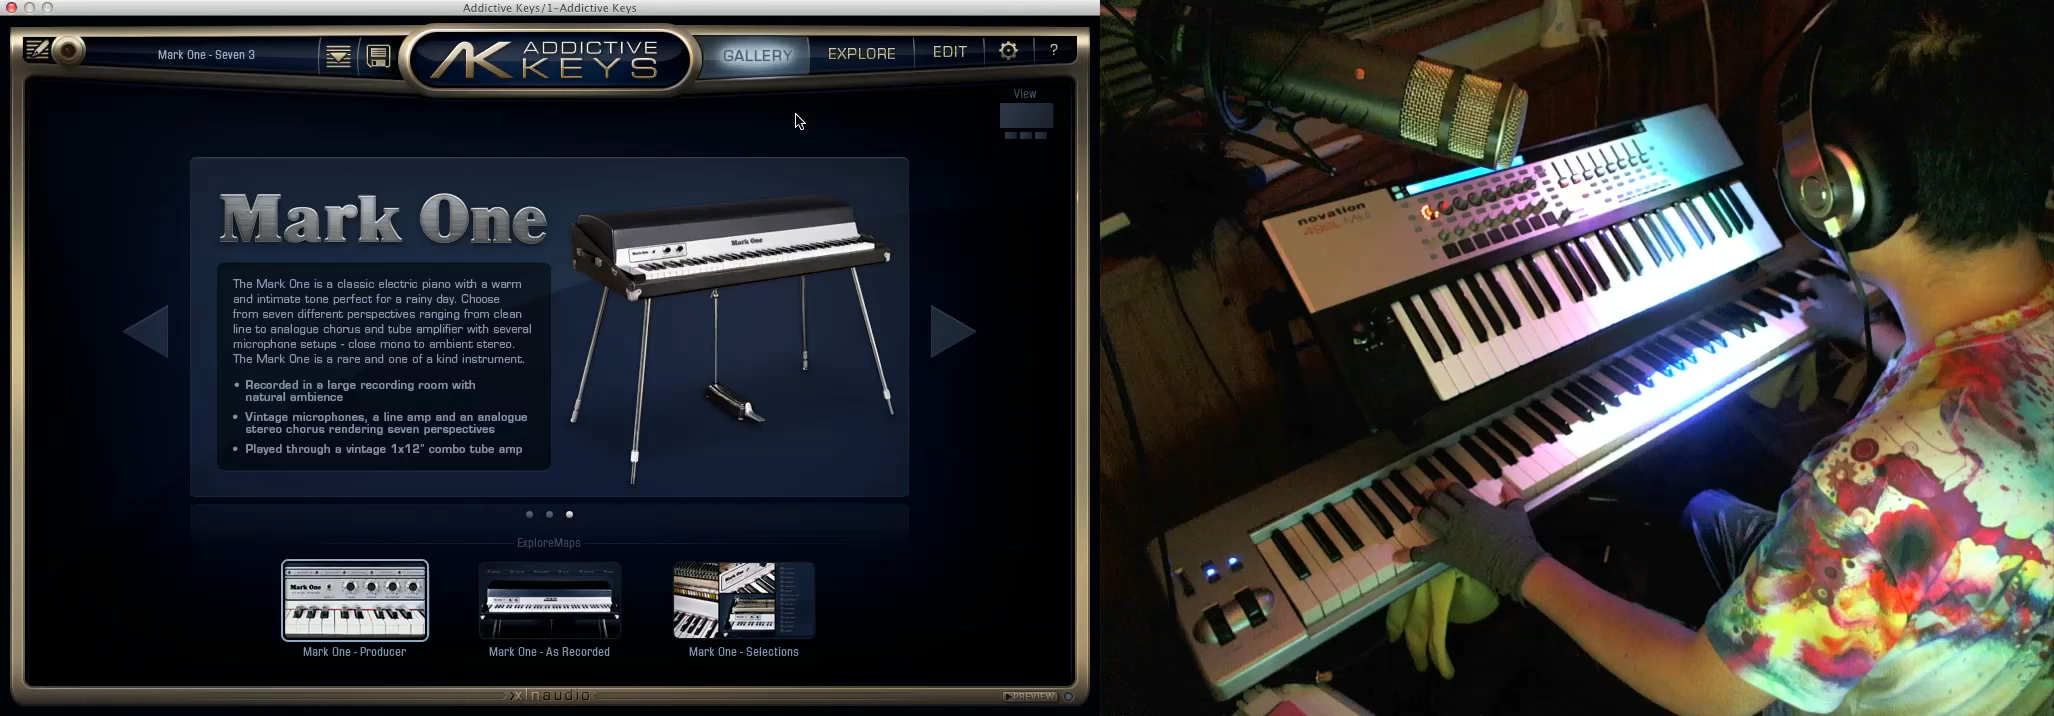 Addictive Keys/1-Addictive Keys
Mark One - Seven 3
AK ADDICTIVE KEYS
GALLERY
EXPLORE
EDIT
?
View
Mark One
Mark One
The Mark One is a classic electric piano with a warm
and intimate tone perfect for a rainy day. Choose
from seven different perspectives ranging from clean
line to analogue chorus and tube amplifier with several
microphone setups - close mono to ambient stereo.
The Mark One is a rare and one of a kind instrument.
• Recorded in a large recording room with
natural ambience
• Vintage microphones, a line amp and an analogue
stereo chorus rendering seven perspectives
• Played through a vintage 1x12" combo tube amp
ExploreMaps
Mark One
Mark One - Producer
Mark One - As Recorded
Mark One - Selections
xlnaudio
PREVIEW
novation
49SL MkII